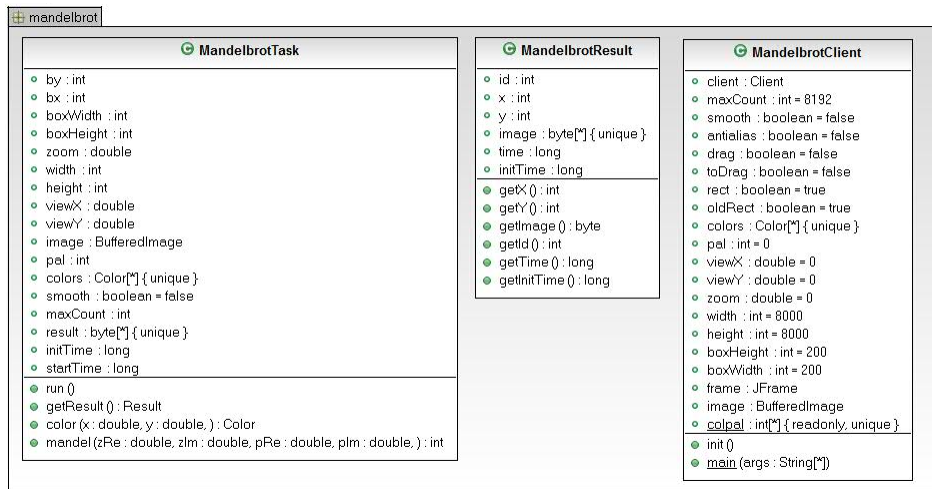 mandelbrot
MandelbrotTask
by : int
bx : int
boxWidth : int
boxHeight : int
zoom : double
width : int
height : int
viewX : double
viewY : double
image : BufferedImage
pal : int
colors : Color[*] { unique }
smooth : boolean = false
maxCount : int
result : byte[*] { unique }
initTime : long
startTime : long
run ()
getResult () : Result
color (x : double, y : double, ) : Color
mandel (zRe : double, zIm : double, pRe : double, pIm : double, ) : int
MandelbrotResult
id : int
x : int
y : int
image : byte[*] { unique }
time : long
initTime : long
getX () : int
getY () : int
getImage () : byte
getId () : int
getTime () : long
getInitTime () : long
MandelbrotClient
client : Client
maxCount : int = 8192
smooth : boolean = false
antialias : boolean = false
drag : boolean = false
toDrag : boolean = false
rect : boolean = true
oldRect : boolean = true
colors : Color[*] { unique }
pal : int = 0
viewX : double = 0
viewY : double = 0
zoom : double = 0
width : int = 8000
height : int = 8000
boxHeight : int = 200
boxWidth : int = 200
frame : JFrame
image : BufferedImage
colpal : int[*] { readonly, unique }
init ()
main (args : String[*])